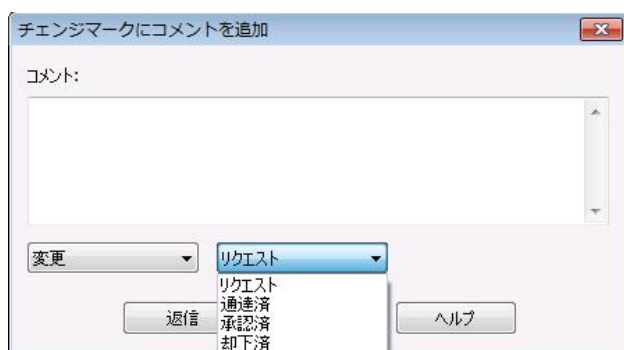 チェンジマークにコメントを追加
コメント:
変更
リクエスト
リクエスト
通達済
承認済
却下済
返信
ヘルプ